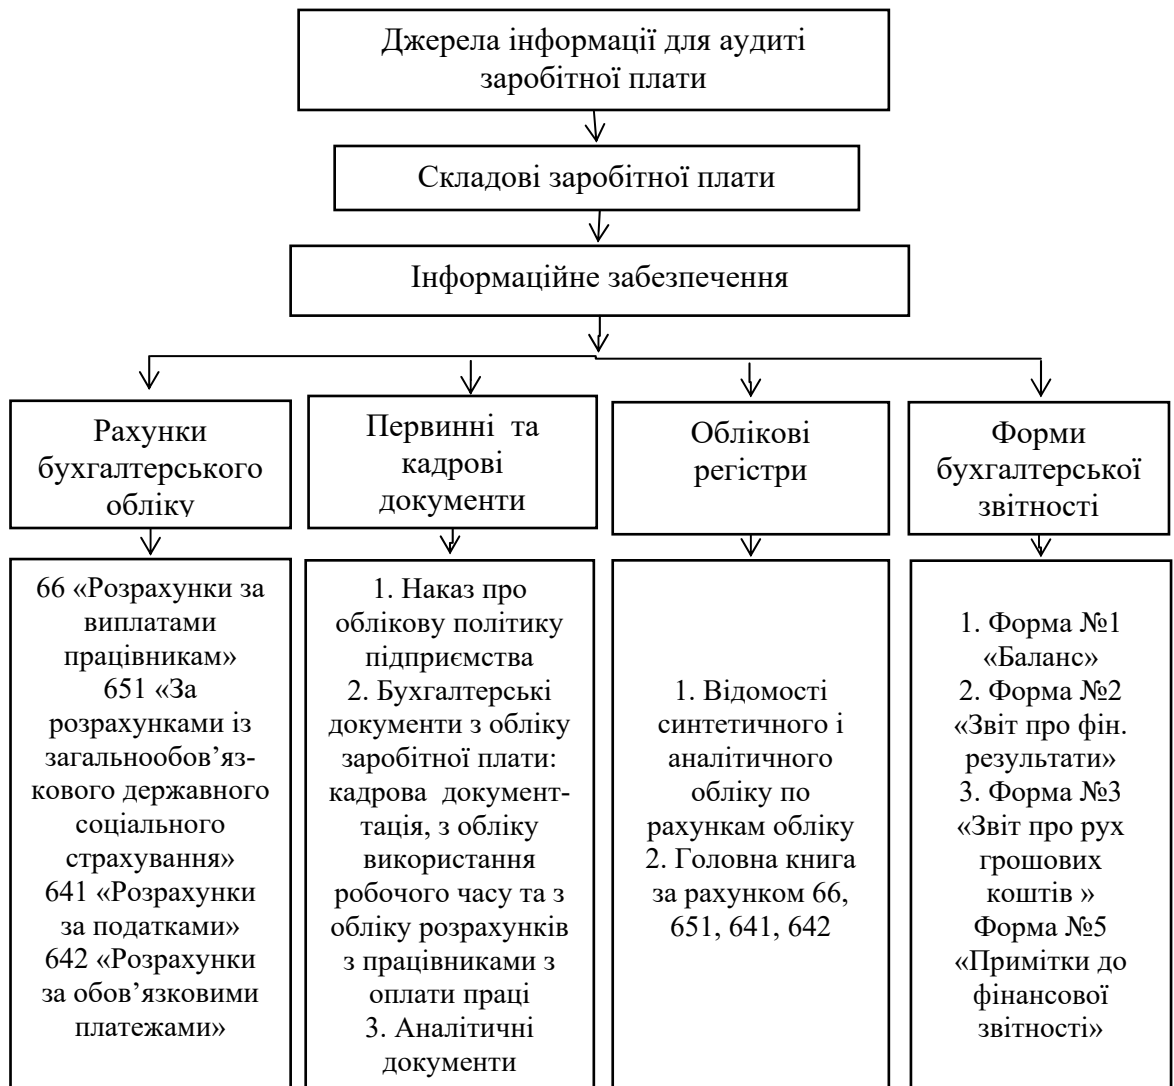 Джерела інформації для аудиті
заробітної плати
Складові заробітної плати
Інформаційне забезпечення
Рахунки
бухгалтерського
обліку
Первинні та
кадрові
документи
Облікові
регістри
Форми
бухгалтерської
звітності
66 «Розрахунки за
виплатами
працівникам»
651 «За
розрахунками із
загальнообов’яз-
кового державного
соціального
страхування»
641 «Розрахунки
за податками»
642 «Розрахунки
за обов’язковими
платежами»
1. Наказ про
облікову політику
підприємства
2. Бухгалтерські
документи з обліку
заробітної плати:
кадрова документ-
тація, з обліку
використання
робочого часу та з
обліку розрахунків
з працівниками з
оплати праці
3. Аналітичні
документи
1. Відомості
синтетичного і
аналітичного
обліку по
рахункам обліку
2. Головна книга
за рахунком 66,
651, 641, 642
1. Форма №1
«Баланс»
2. Форма №2
«Звіт про фін.
результати»
3. Форма №3
«Звіт про рух
грошових
коштів »
Форма №5
«Примітки до
фінансової
звітності»